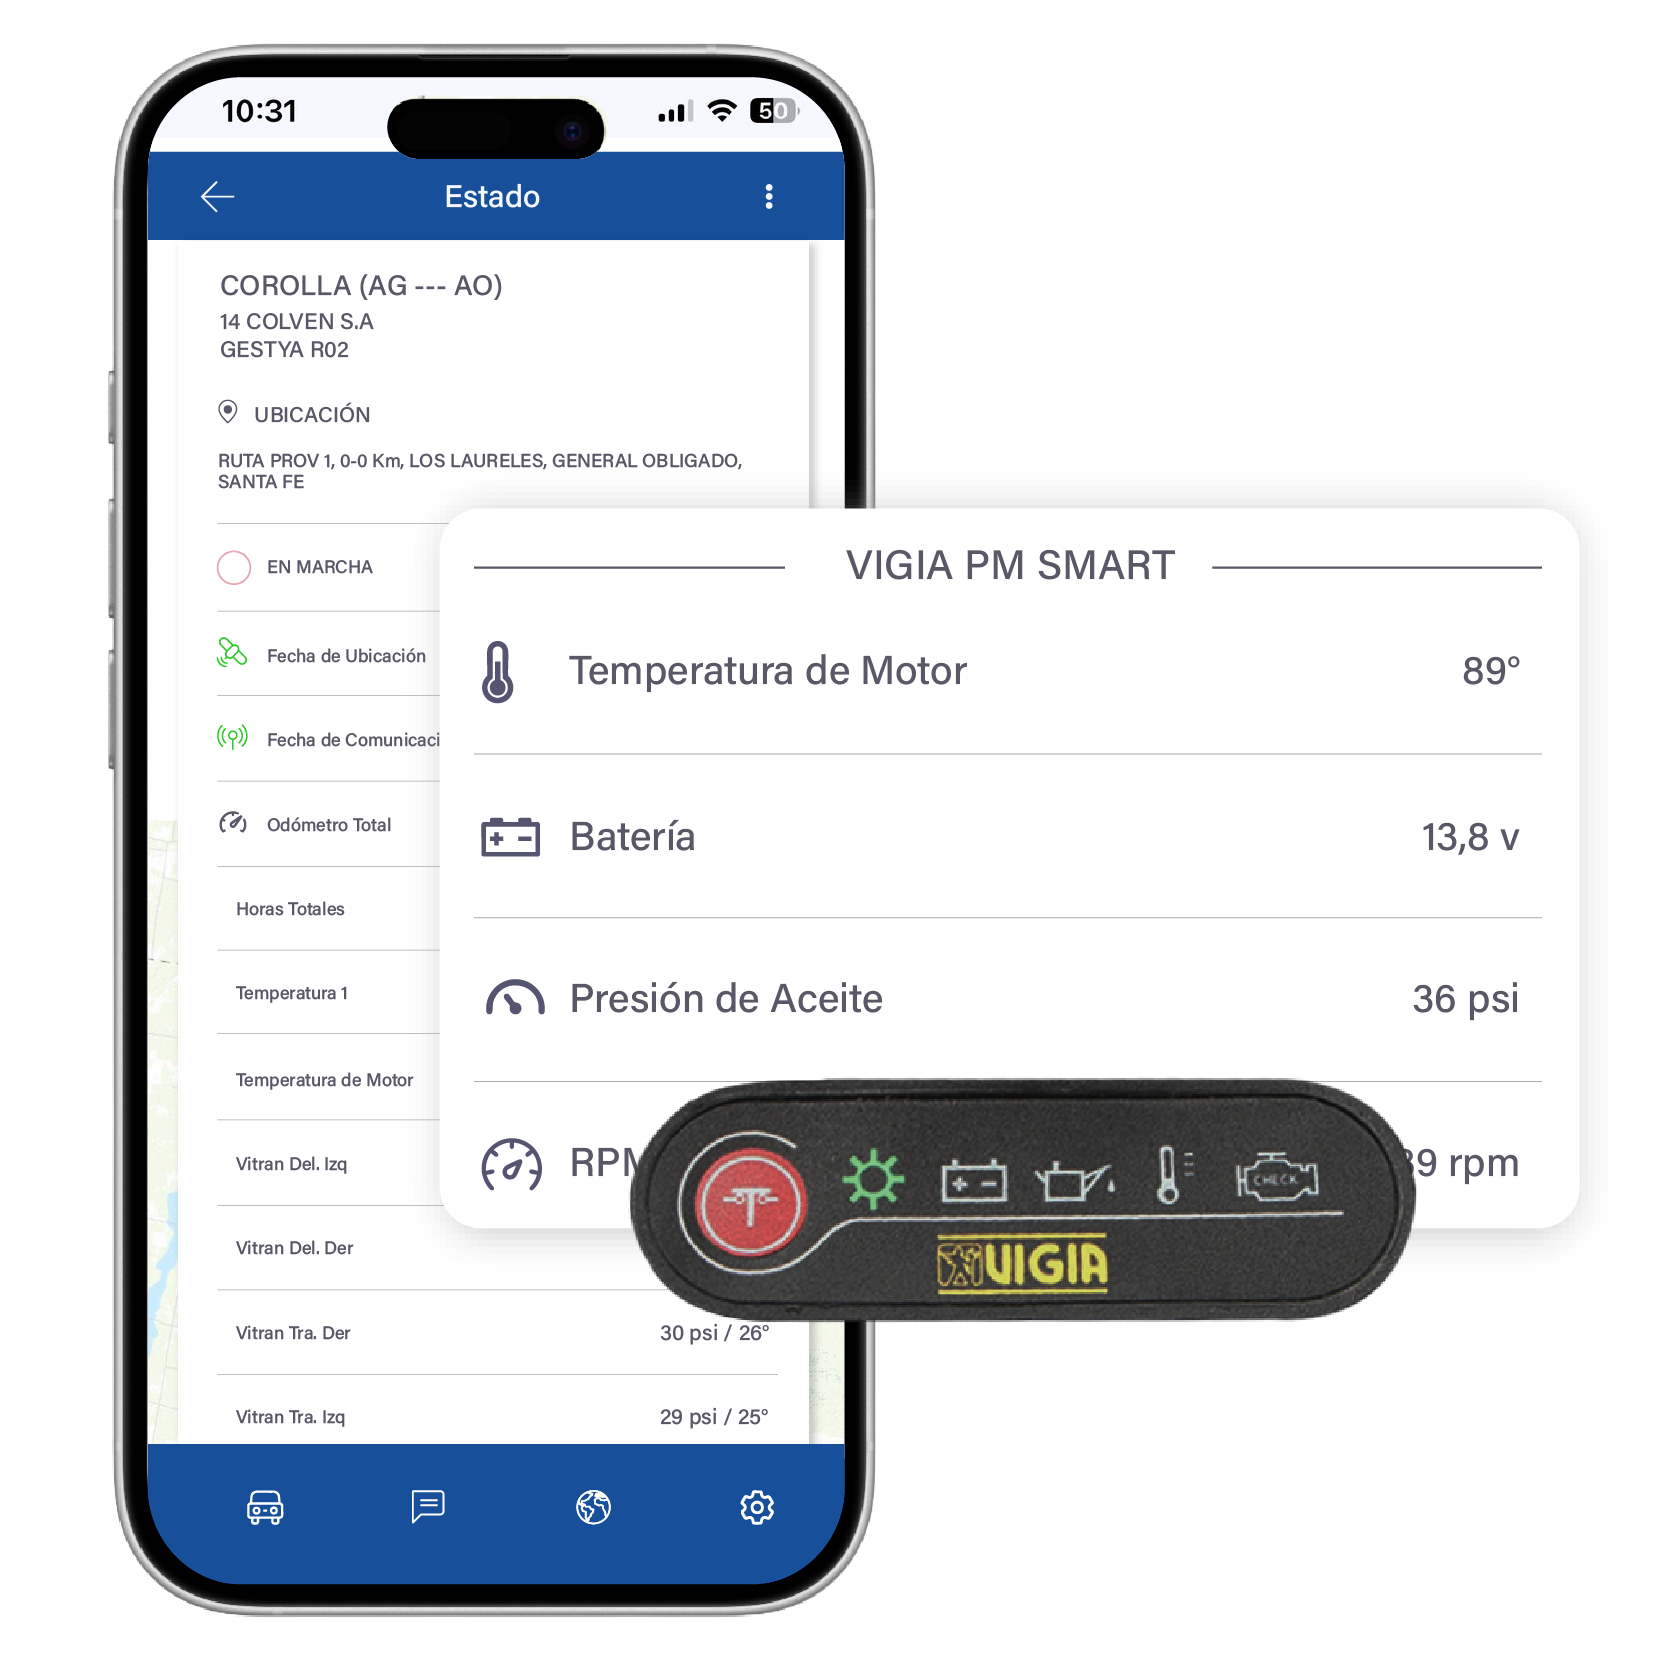 10:31
50
Estado
COROLLA (AG --- AO)
14 COLVEN S.A
GESTYA R02
UBICACIÓN
RUTA PROV 1, 0-0 Km, LOS LAURELES, GENERAL OBLIGADO,
SANTA FE
EN MARCHA
Fecha de Ubicación
Fecha de
Odómetro Total
Horas Totales
Temperatura 1
Temperatura de Motor
Vitran Del. Izq
Vitran Del. Der
Vitran Tra. Der 30 psi / 26°
Vitran Tra. Izq 29 psi / 25°
VIGIA PM SMART
Temperatura de Motor 89°
Batería 13,8 v
Presión de Aceite 36 psi
rpm
CHECK
VIGIA